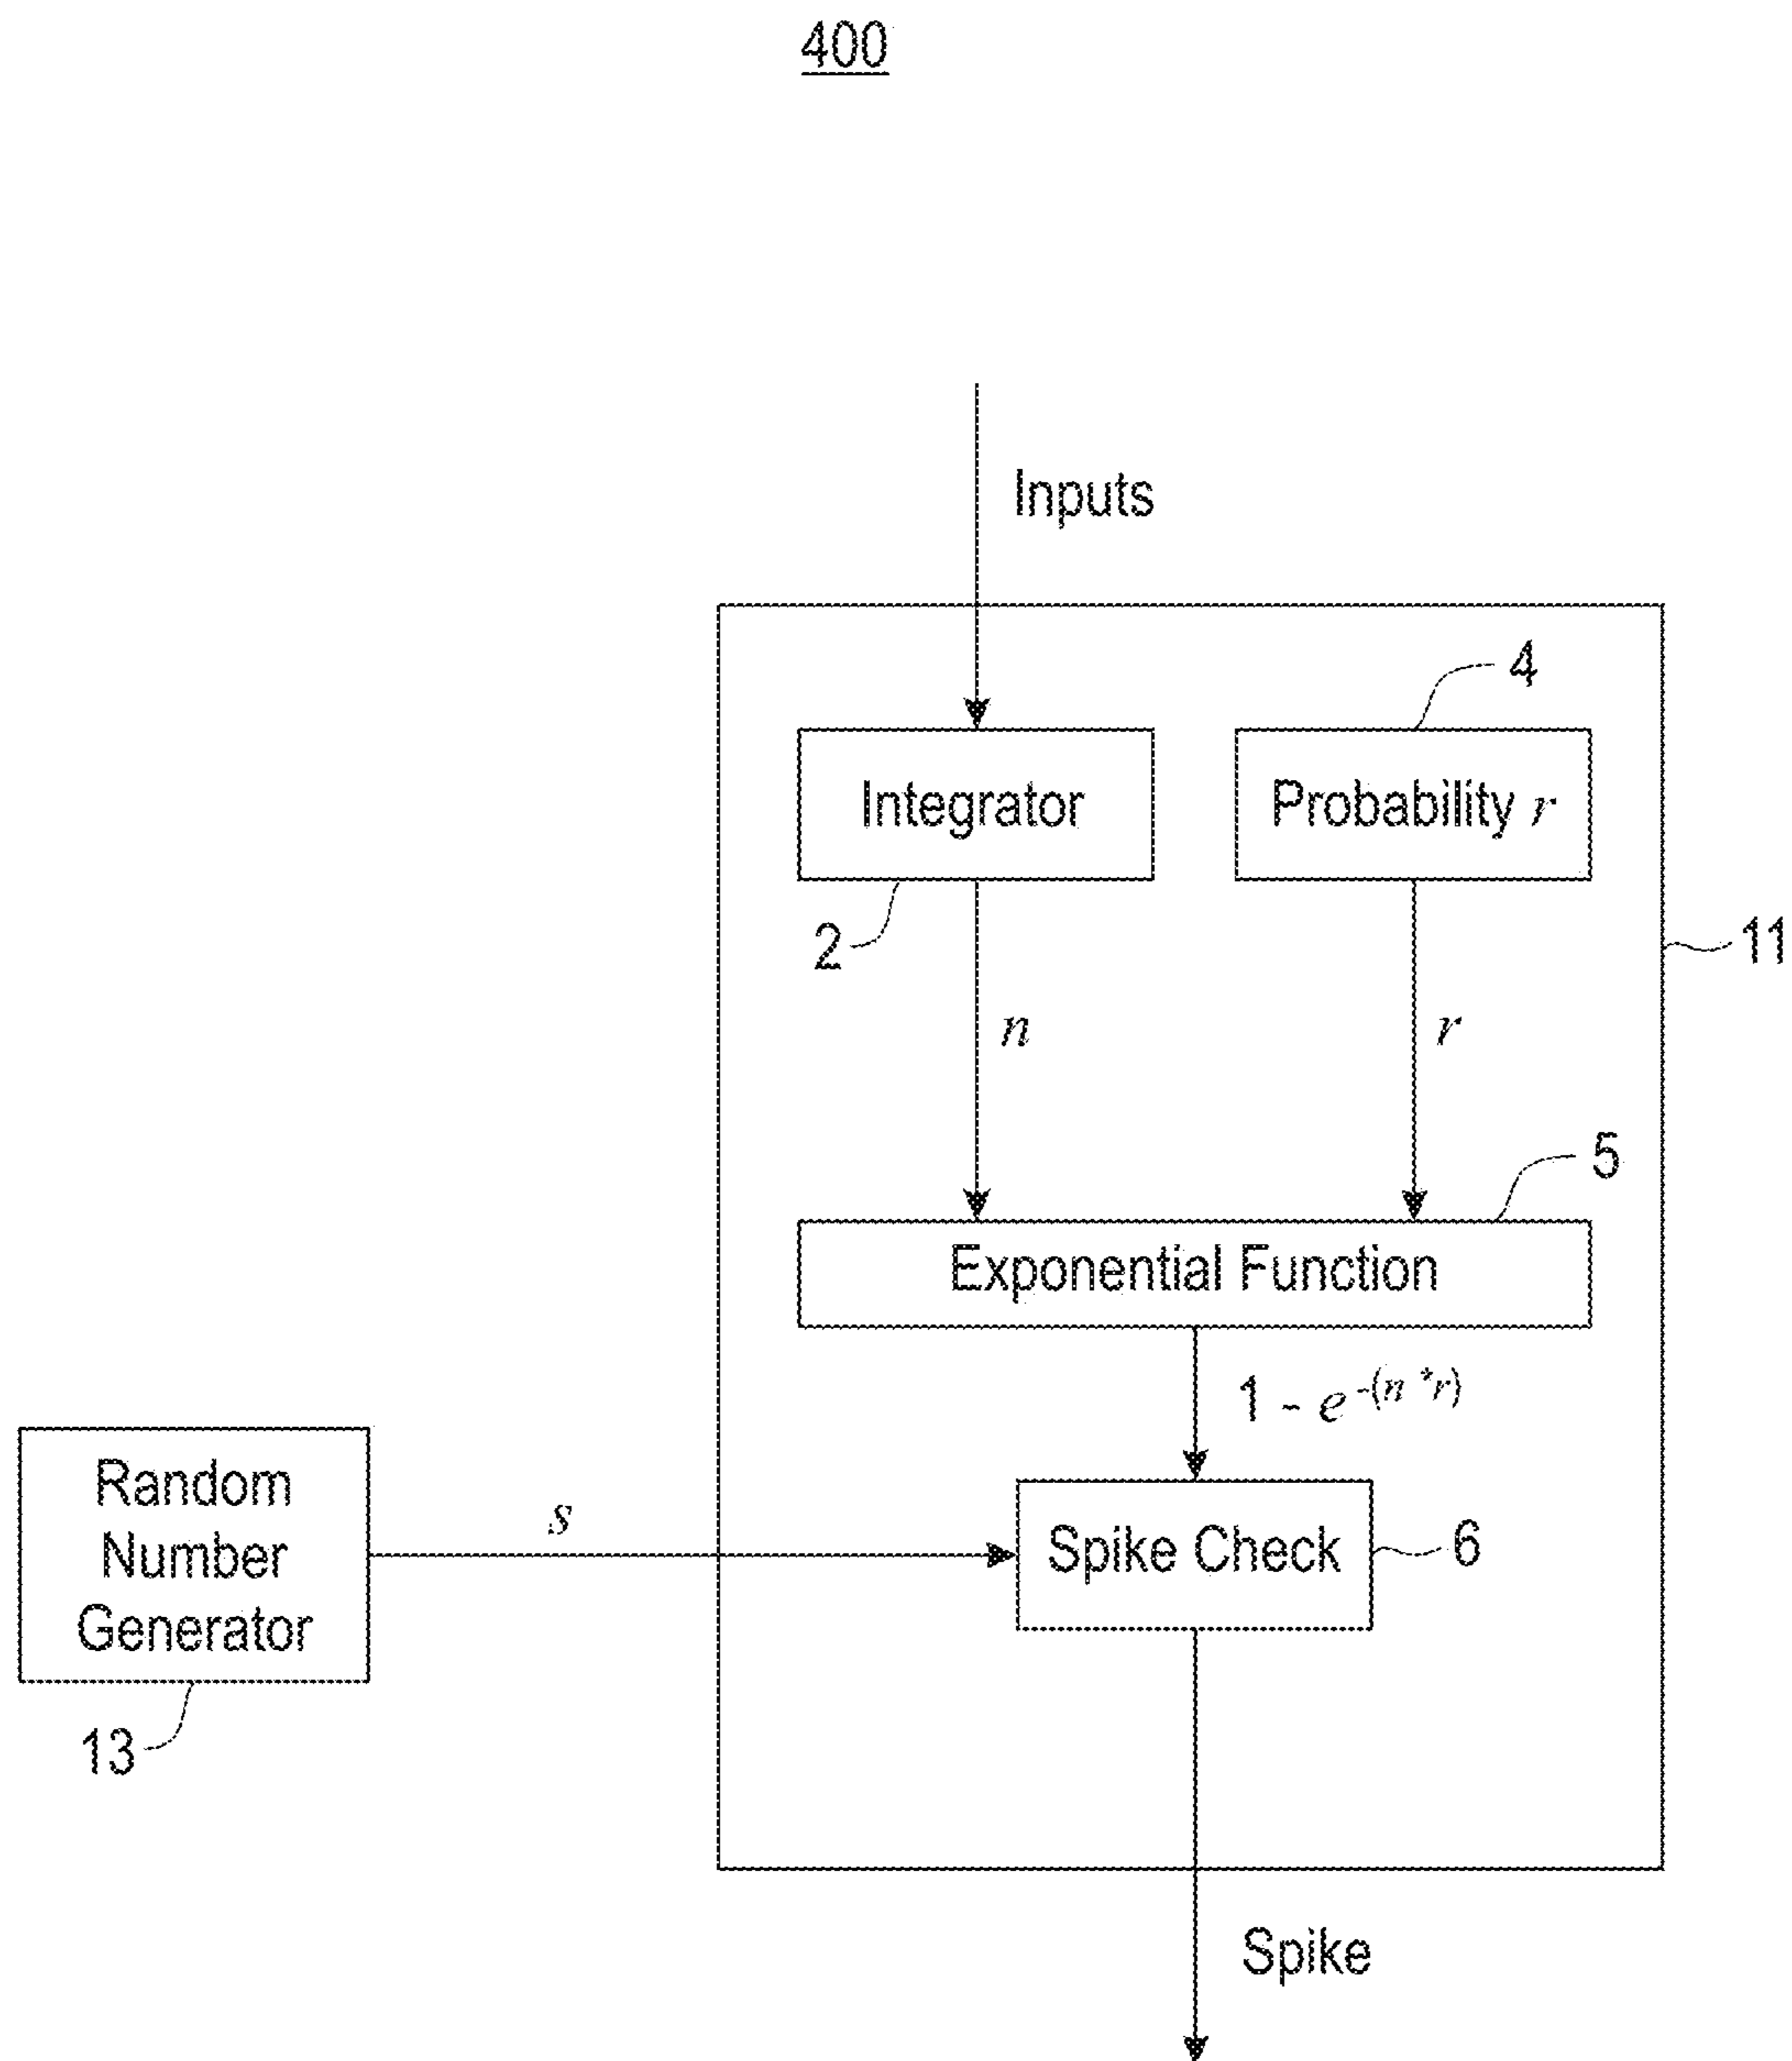 400
Inputs
4
Integrator
Probability r
2
11
n
r
5
Exponential Function
1 - e^-(n *r)
Random
Number
Generator
s
Spike Check
6
13
Spike